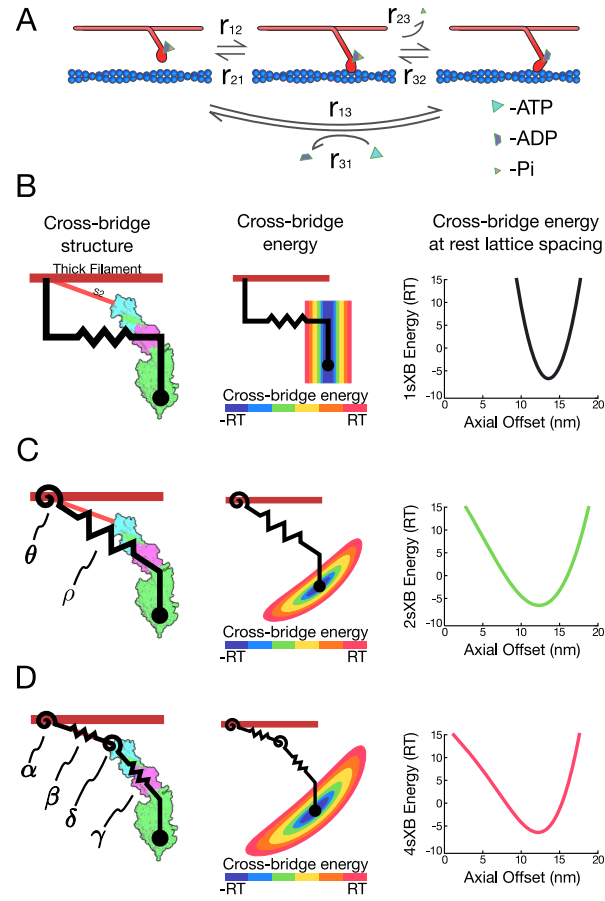 A
r12
r21
r23
r32
r13
r31
-ATP
-ADP
-Pi
B
Cross-bridge
structure
Thick Filament
S2
Cross-bridge
energy
Cross-bridge energy
-RT
RT
Cross-bridge energy
at rest lattice spacing
1sXB Energy (RT)
15
10
5
0
-5
-10
0
5
10
15
20
Axial Offset (nm)
C
θ
ρ
Cross-bridge energy
-RT
RT
2sXB Energy (RT)
15
10
5
0
-5
-10
0
5
10
15
20
Axial Offset (nm)
D
α
β
δ
γ
Cross-bridge energy
-RT
RT
4sXB Energy (RT)
15
10
5
0
-5
-10
0
5
10
15
20
Axial Offset (nm)